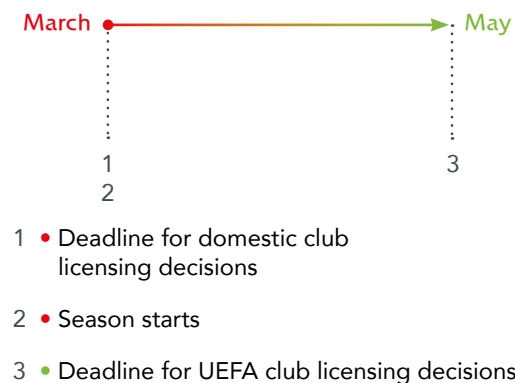 March May
1 3
2
1 • Deadline for domestic club
licensing decisions
2 • Season starts
3 • Deadline for UEFA club licensing decisions